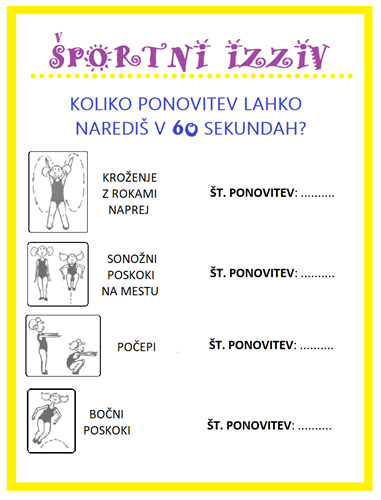 ŠPORTNI IZZIV
KOLIKO PONOVITEV LAHKO
NAREDIŠ V 60 SEKUNDAH?
KROŽENJE
Z ROKAMI
NAPREJ
ŠT. PONOVITEV: ..........
SONOŽNI
POSKOKI
NA MESTU
ŠT. PONOVITEV: ..........
POČEPI
ŠT. PONOVITEV: ..........
BOČNI
POSKOKI
ŠT. PONOVITEV: ..........